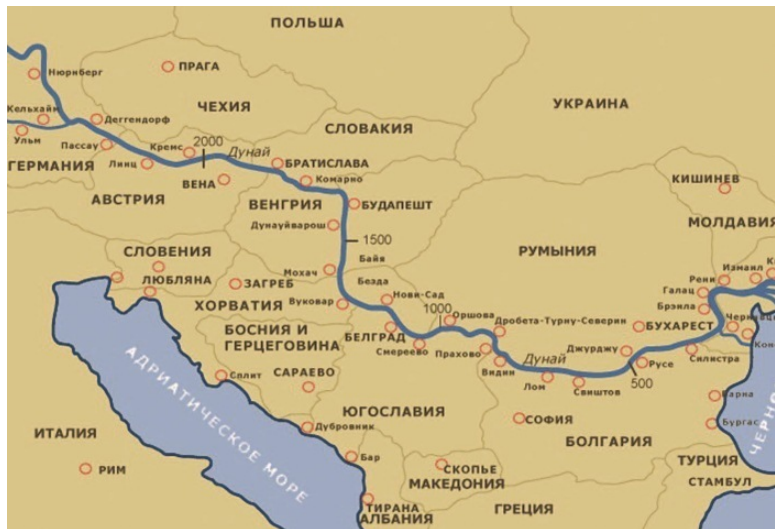 ПОЛЬША
ПРАГА
Нюрнберг
ЧЕХИЯ
УКРАИНА
Кельхайм
Деггендорф
СЛОВАКИЯ
Ульм
Пассау
Кремс
2000
Дунай
Линц
БРАТИСЛАВА
ГЕРМАНИЯ
ВЕНА
Комарно
АВСТРИЯ
ВЕНГРИЯ
БУДАПЕШТ
КИШИНЕВ
Дунауйварош
МОЛДАВИЯ
1500
СЛОВЕНИЯ
РУМЫНИЯ
Байя
Мохач
ЛЮБЛЯНА
ЗАГРЕБ
Безда
Рени
Измаил
Галац
ХОРВАТИЯ
Вуковар
Нови-Сад
1000
Оршова
Брэила
БОСНИЯ И
ГЕРЦЕГОВИНА
БЕЛГРАД
Дробета-Турну-Северин
БУХАРЕСТ
Смерево
Прахово
Дунай
Джурджу
Силистра
Видин
Русе
САРАЕВО
Сплит
Лом
Свиштов
500
Варна
ЮГОСЛАВИЯ
СОФИЯ
Бургас
Дубровник
БОЛГАРИЯ
ИТАЛИЯ
АДРИАТИЧЕСКОЕ МОРЕ
РИМ
Бар
СКОПЬЕ
МАКЕДОНИЯ
ТУРЦИЯ
СТАМБУЛ
ТИРАНА
АЛБАНИЯ
ГРЕЦИЯ